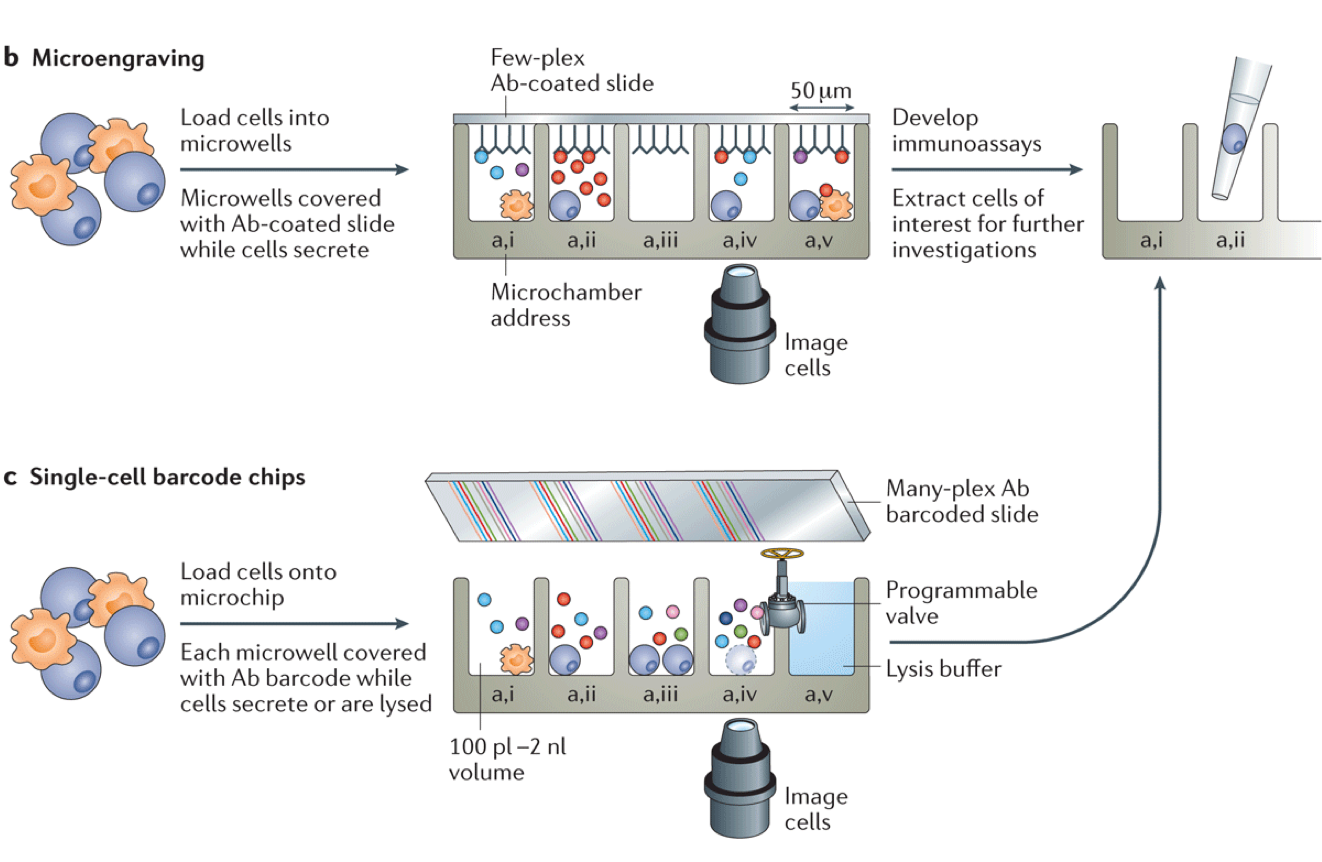 b Microengraving
Load cells into
microwells
Microwells covered
with Ab-coated slide
while cells secrete
Few-plex
Ab-coated slide
50 μm
a,i
a,ii
a,iii
a,iv
a,v
Microchamber
address
Image
cells
Develop
immunoassays
Extract cells of
interest for further
investigations
a,i
a,ii
c Single-cell barcode chips
Load cells onto
microchip
Each microwell covered
with Ab barcode while
cells secrete or are lysed
Many-plex Ab
barcoded slide
Programmable
valve
Lysis buffer
a,i
a,ii
a,iii
a,iv
a,v
100 pl –2 nl
volume
Image
cells